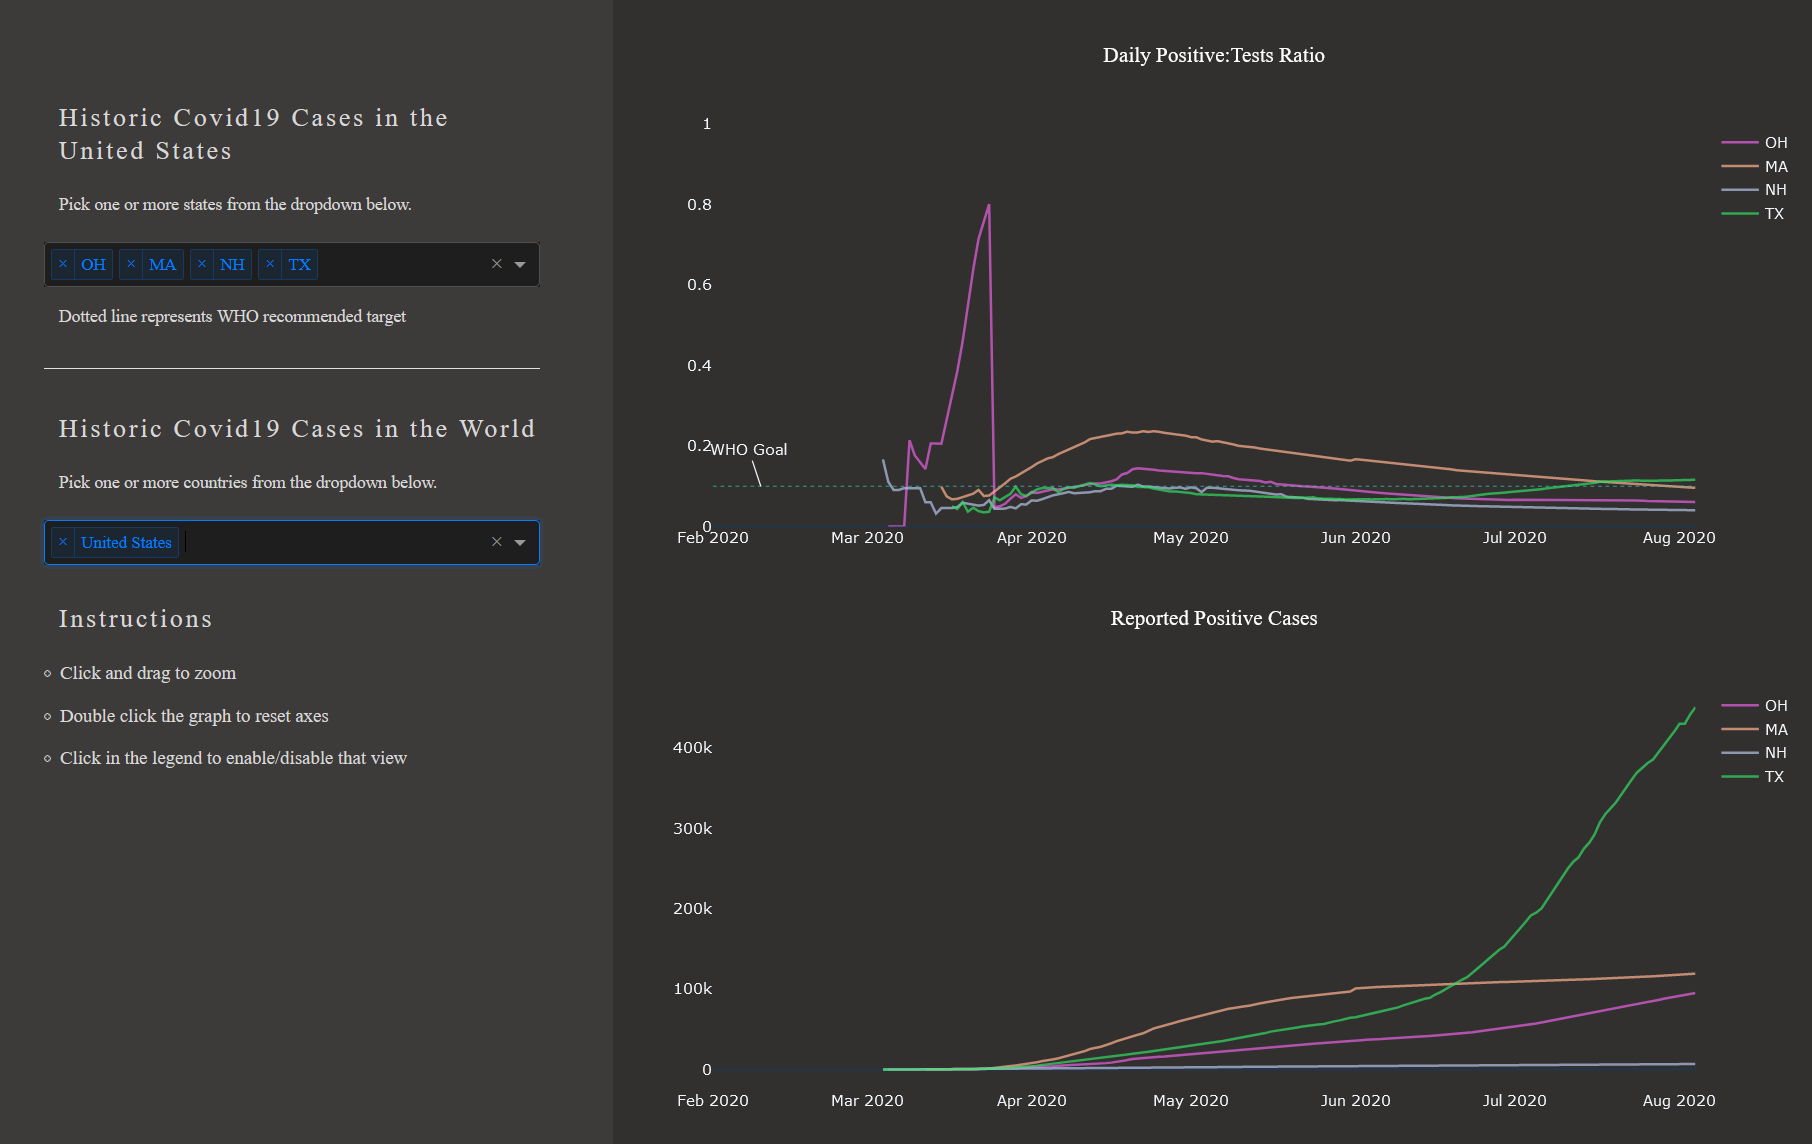 Historic Covid19 Cases in the
United States
Pick one or more states from the dropdown below.
× OH × MA × NH × TX ×
Dotted line represents WHO recommended target
Historic Covid19 Cases in the World
Pick one or more countries from the dropdown below.
× United States ×
Instructions
Click and drag to zoom
Double click the graph to reset axes
Click in the legend to enable/disable that view
Daily Positive:Tests Ratio
1
0.8
0.6
0.4
0.2
0
WHO Goal
Feb 2020 Mar 2020 Apr 2020 May 2020 Jun 2020 Jul 2020 Aug 2020
OH
MA
NH
TX
Reported Positive Cases
400k
300k
200k
100k
0
Feb 2020 Mar 2020 Apr 2020 May 2020 Jun 2020 Jul 2020 Aug 2020
OH
MA
NH
TX